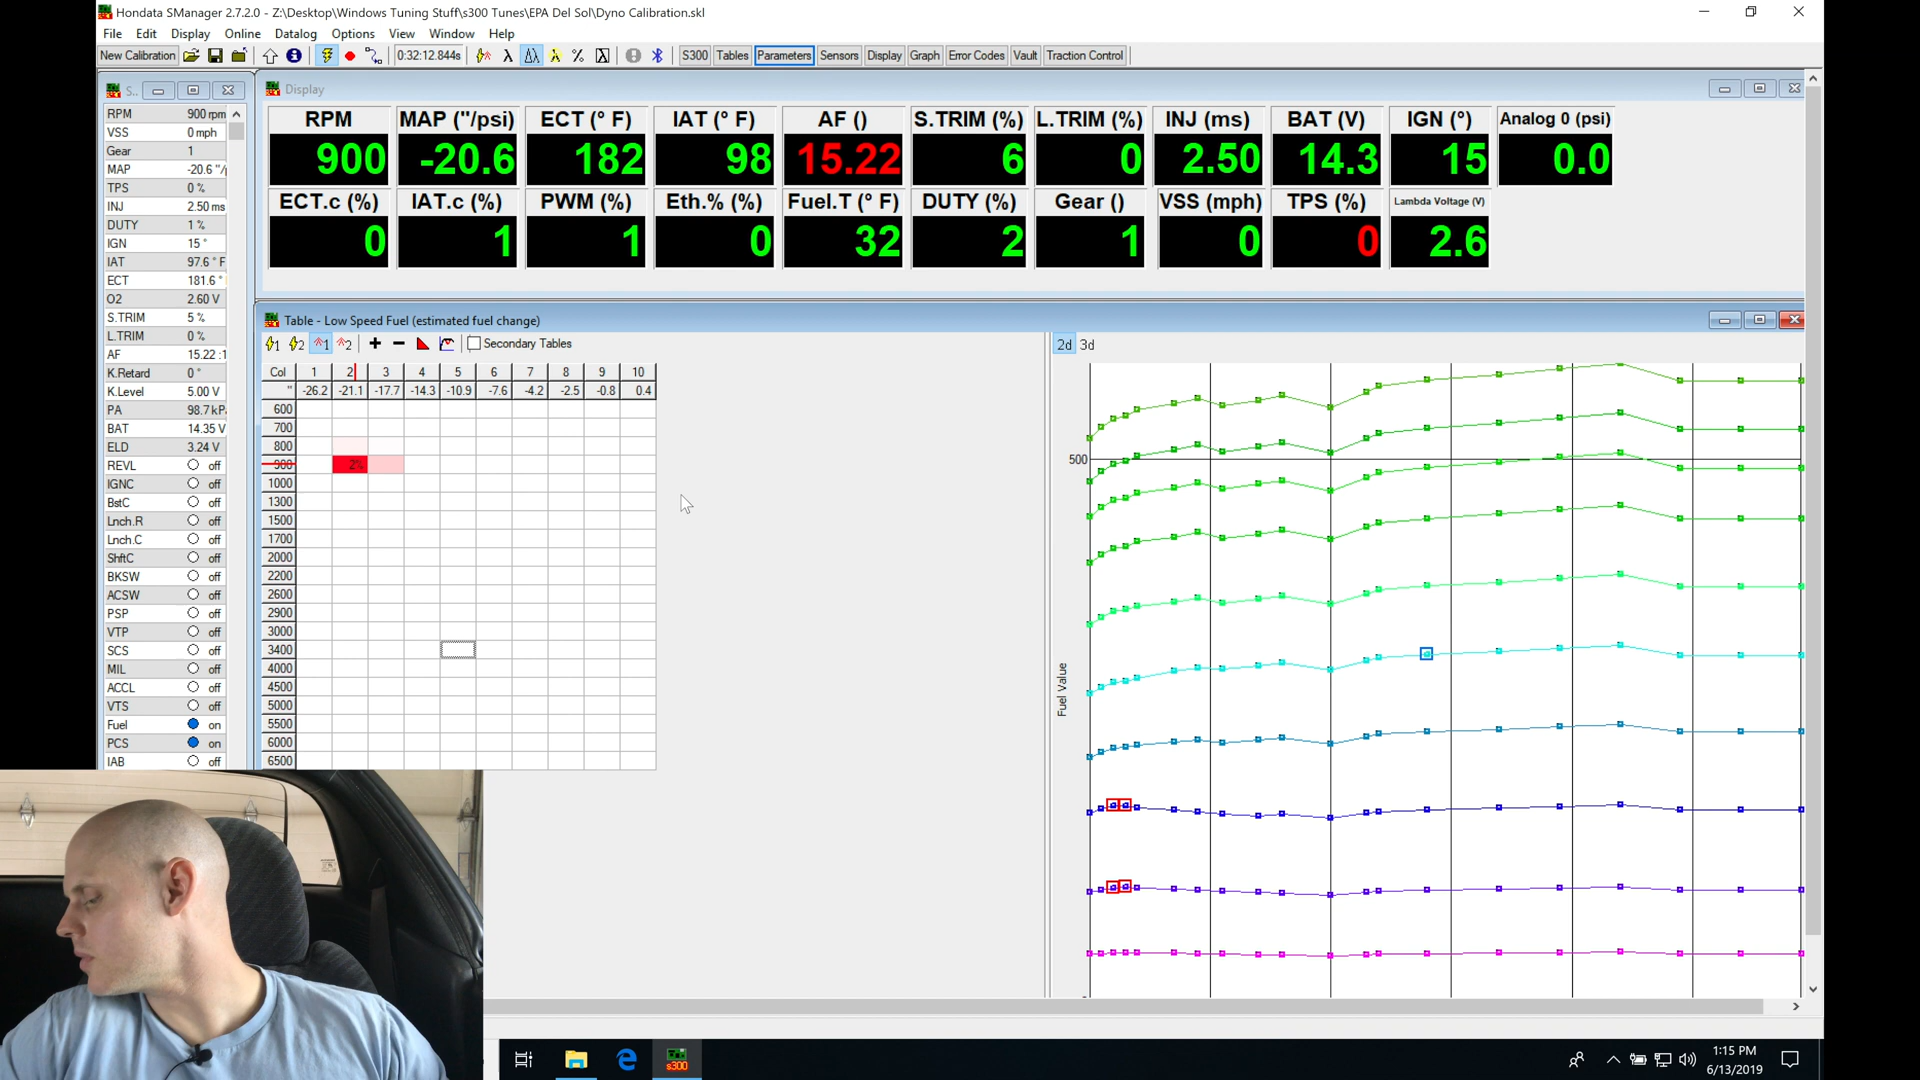 Hondata SManager 2.7.2.0 - Z:\Desktop\Windows Tuning Stuff\s300 Tunes\EPA Del Sol\Dyno Calibration.skl
File Edit Display Online Datalog Options View Window Help
New Calibration 0:32:12.844s S300 Tables Parameters Sensors Display Graph Error Codes Vault Traction Control
S..
RPM 900 rpm
VSS 0 mph
Gear 1
MAP -20.6 "/
TPS 0 %
INJ 2.50 ms
DUTY 1 %
IGN 15 °
IAT 97.6 ° F
ECT 181.6 °
O2 2.60 V
S.TRIM 5 %
L.TRIM 0 %
AF 15.22 :1
K.Retard 0 °
K.Level 5.00 V
PA 98.7 kP
BAT 14.35 V
ELD 3.24 V
REVL off
IGNC off
BstC off
Lnch.R off
Lnch.C off
ShftC off
BKSW off
ACSW off
PSP off
VTP off
SCS off
MIL off
ACCL off
VTS off
Fuel on
PCS on
IAB off
Display
RPM MAP ("/psi) ECT (° F) IAT (° F) AF () S.TRIM (%) L.TRIM (%) INJ (ms) BAT (V) IGN (°) Analog 0 (psi)
900 -20.6 182 98 15.22 6 0 2.50 14.3 15 0.0
ECT.c (%) IAT.c (%) PWM (%) Eth.% (%) Fuel.T (° F) DUTY (%) Gear () VSS (mph) TPS (%) Lambda Voltage (V)
0 1 1 0 32 2 1 0 0 2.6
Table - Low Speed Fuel (estimated fuel change)
1 2 1 2 Secondary Tables
Col 1 2 3 4 5 6 7 8 9 10
" -26.2 -21.1 -17.7 -14.3 -10.9 -7.6 -4.2 -2.5 -0.8 0.4
600
700
800
900 2%
1000
1300
1500
1700
2000
2200
2600
2900
3000
3400
4000
4500
5000
5500
6000
6500
2d 3d
500
Fuel Value
s300
1:15 PM
6/13/2019